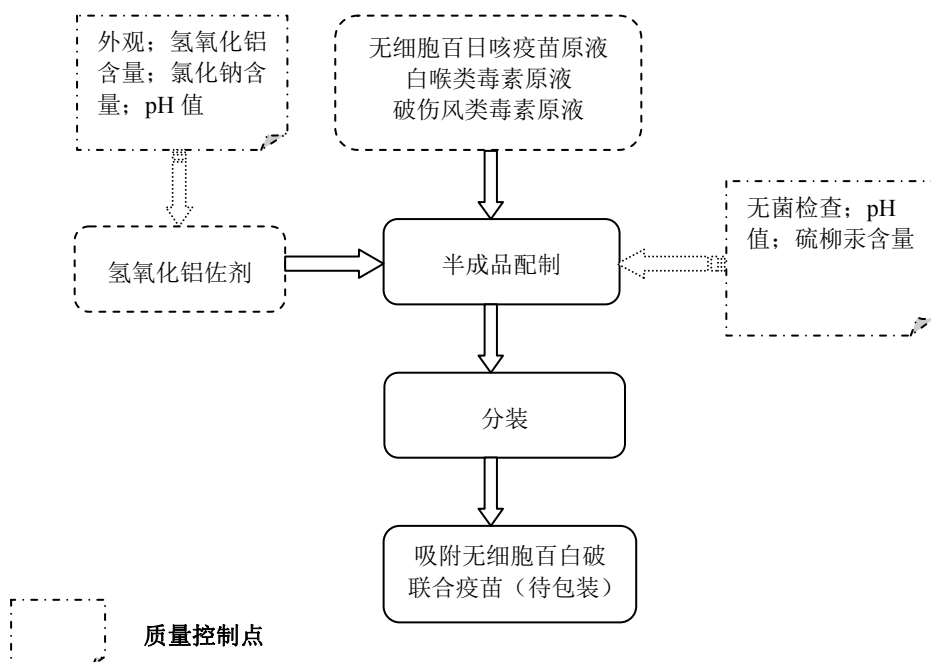 外观；氢氧化铝
含量；氯化钠含
量；pH 值
无细胞百日咳疫苗原液
白喉类毒素原液
破伤风类毒素原液
无菌检查；pH
值；硫柳汞含量
氢氧化铝佐剂
半成品配制
分装
吸附无细胞百白破
联合疫苗（待包装）
质量控制点